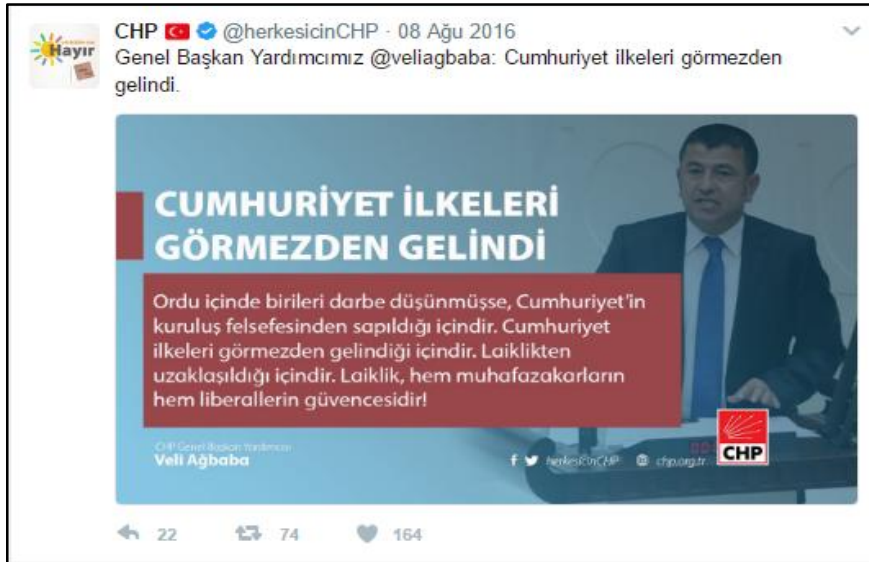 Hayır
CHP @herkesicinCHP · 08 Ağu 2016
Genel Başkan Yardımcımız @veliagbaba: Cumhuriyet ilkeleri görmezden
gelindi.
CUMHURİYET İLKELERİ
GÖRMEZDEN GELİNDİ
Ordu içinde birileri darbe düşünmüşse, Cumhuriyet'in
kuruluş felsefesinden sapıldığı içindir. Cumhuriyet
ilkeleri görmezden gelindiği içindir. Laiklikten
uzaklaşıldığı içindir. Laiklik, hem muhafazakarların
hem liberallerin güvencesidir!
CHP Genel Başkan Yardımcısı
Veli Ağbaba
herkesicinCHP chp.org.tr
CHP
22 74 164